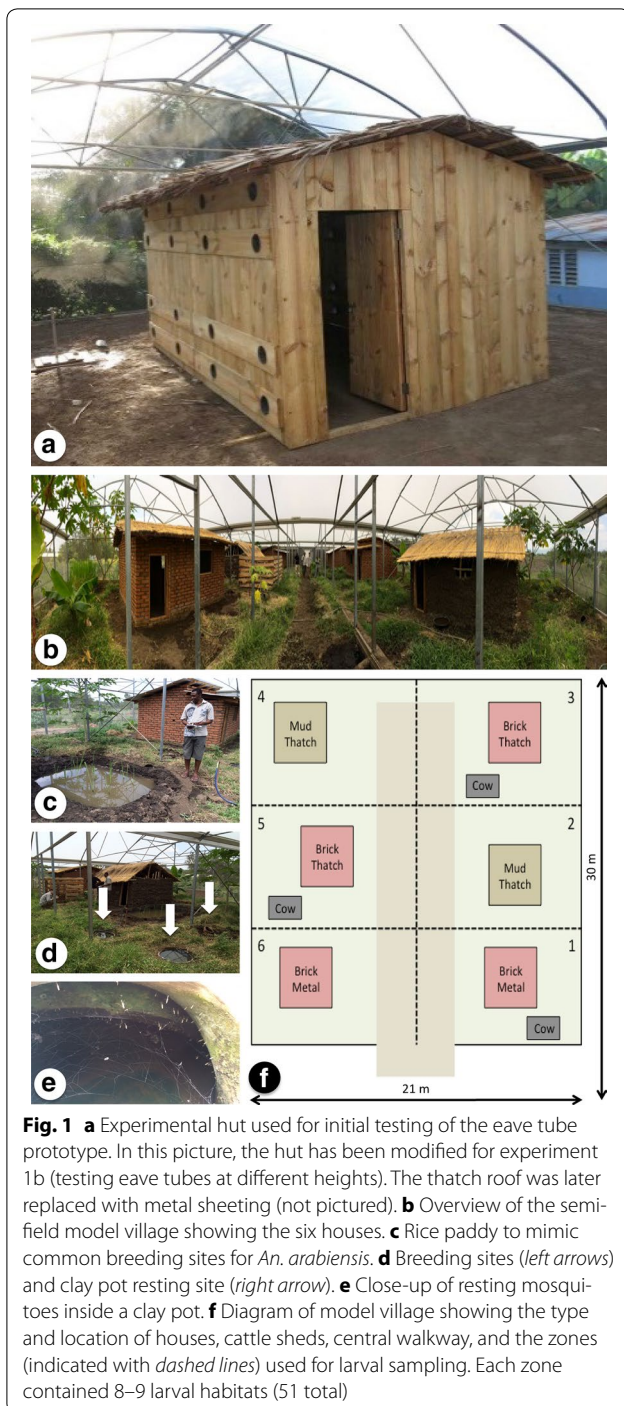 a
b
c
d
e
f
4
Mud
Thatch
3
Brick
Thatch
Cow
5
Brick
Thatch
Cow
2
Mud
Thatch
6
Brick
Metal
1
Brick
Metal
Cow
30 m
21 m
Fig. 1 a Experimental hut used for initial testing of the eave tube
prototype. In this picture, the hut has been modified for experiment
1b (testing eave tubes at different heights). The thatch roof was later
replaced with metal sheeting (not pictured). b Overview of the semi-
field model village showing the six houses. c Rice paddy to mimic
common breeding sites for An. arabiensis. d Breeding sites (left arrows)
and clay pot resting site (right arrow). e Close-up of resting mosqui-
toes inside a clay pot. f Diagram of model village showing the type
and location of houses, cattle sheds, central walkway, and the zones
(indicated with dashed lines) used for larval sampling. Each zone
contained 8–9 larval habitats (51 total)